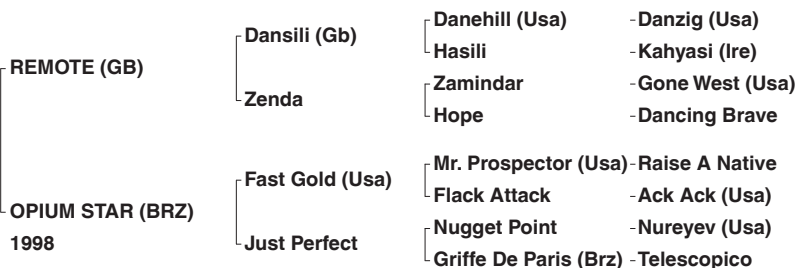 REMOTE (GB)
OPIUM STAR (BRZ)
1998
Dansili (Gb)
Zenda
Fast Gold (Usa)
Just Perfect
Danehill (Usa) -Danzig (Usa)
Hasili -Kahyasi (Ire)
Zamindar -Gone West (Usa)
Hope -Dancing Brave
Mr. Prospector (Usa) -Raise A Native
Flack Attack -Ack Ack (Usa)
Nugget Point -Nureyev (Usa)
Griffe De Paris (Brz) -Telescopico